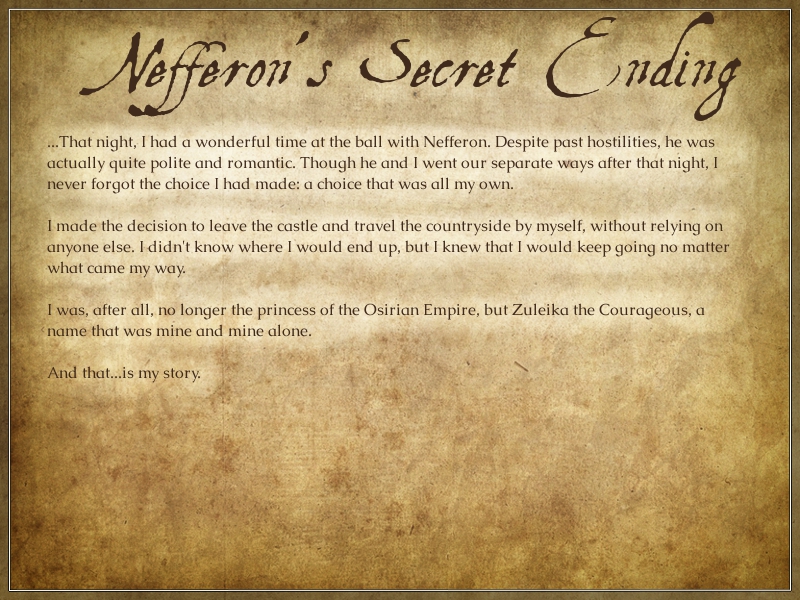 Nefferon's Secret Ending
...That night, I had a wonderful time at the ball with Nefferon. Despite past hostilities, he was
actually quite polite and romantic. Though he and I went our separate ways after that night, I
never forgot the choice I had made: a choice that was all my own.
I made the decision to leave the castle and travel the countryside by myself, without relying on
anyone else. I didn't know where I would end up, but I knew that I would keep going no matter
what came my way.
I was, after all, no longer the princess of the Osirian Empire, but Zuleika the Courageous, a
name that was mine and mine alone.
And that...is my story.